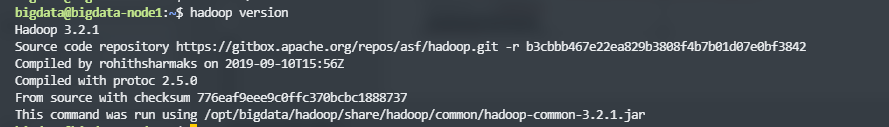 bigdata@bigdata-node1:~$ hadoop version
Hadoop 3.2.1
Source code repository https://gitbox.apache.org/repos/asf/hadoop.git -r b3cbbb467e22ea829b3808f4b7b01d07e0bf3842
Compiled by rohithsharmaks on 2019-09-10T15:56Z
Compiled with protoc 2.5.0
From source with checksum 776eaf9eee9c0ffc370bcbc1888737
This command was run using /opt/bigdata/hadoop/share/hadoop/common/hadoop-common-3.2.1.jar